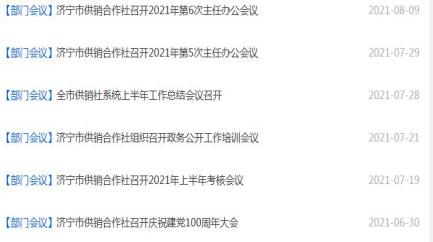 【部门会议】济宁市供销合作社召开2021年第6次主任办公会议 2021-08-09
【部门会议】济宁市供销合作社召开2021年第5次主任办公会议 2021-07-29
【部门会议】全市供销社系统上半年工作总结会议召开 2021-07-28
【部门会议】济宁市供销合作社组织召开政务公开工作培训会议 2021-07-21
【部门会议】济宁市供销合作社召开2021年上半年考核会议 2021-07-19
【部门会议】济宁市供销合作社召开庆祝建党100周年大会 2021-06-30